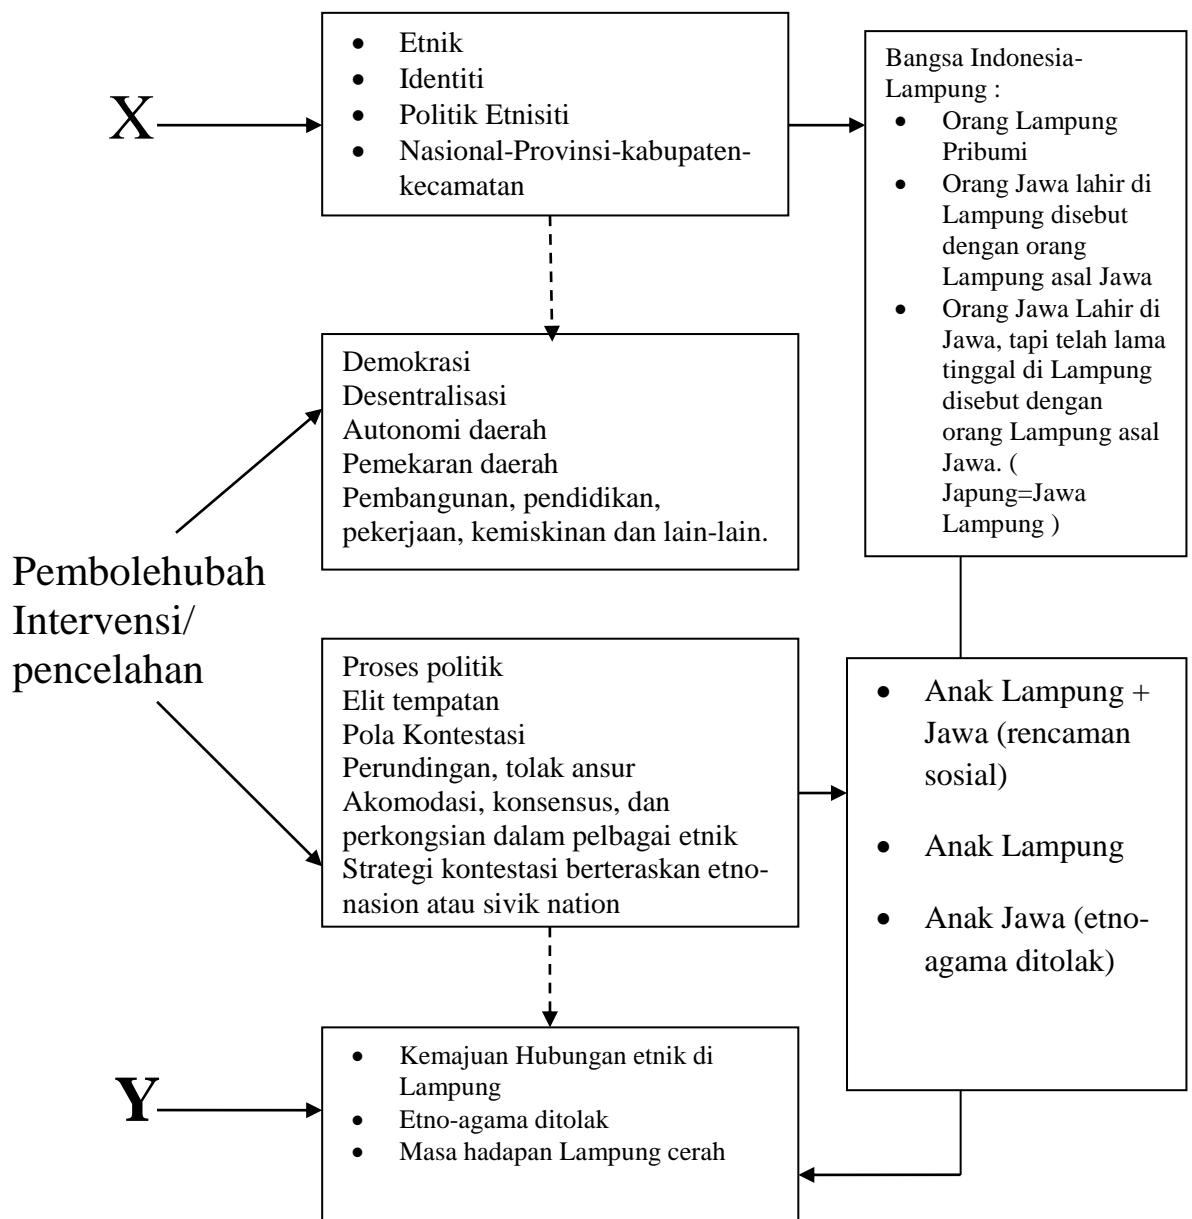 X
• Etnik
• Identiti
• Politik Etnisiti
• Nasional-Provinsi-kabupaten-
kecamatan
Bangsa Indonesia-
Lampung :
• Orang Lampung
Pribumi
• Orang Jawa lahir di
Lampung disebut
dengan orang
Lampung asal Jawa
• Orang Jawa Lahir di
Jawa, tapi telah lama
tinggal di Lampung
disebut dengan
orang Lampung asal
Jawa. (
Japung=Jawa
Lampung )
Demokrasi
Desentralisasi
Autonomi daerah
Pemekaran daerah
Pembangunan, pendidikan,
pekerjaan, kemiskinan dan lain-lain.
Pembolehubah
Intervensi/
pencelahan
Proses politik
Elit tempatan
Pola Kontestasi
Perundingan, tolak ansur
Akomodasi, konsensus, dan
perkongsian dalam pelbagai etnik
Strategi kontestasi berteraskan etno-
nasion atau sivik nation
• Anak Lampung +
Jawa (rencaman
sosial)
• Anak Lampung
• Anak Jawa (etno-
agama ditolak)
Y
• Kemajuan Hubungan etnik di
Lampung
• Etno-agama ditolak
• Masa hadapan Lampung cerah